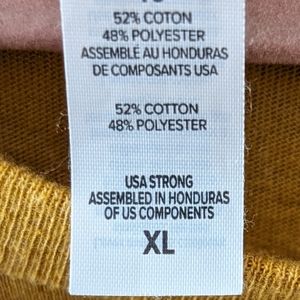 52% COTON
48% POLYESTER
ASSEMBLÉ AU HONDURAS
DE COMPOSANTS USA
52% COTTON
48% POLYESTER
USA STRONG
ASSEMBLED IN HONDURAS
OF US COMPONENTS
XL